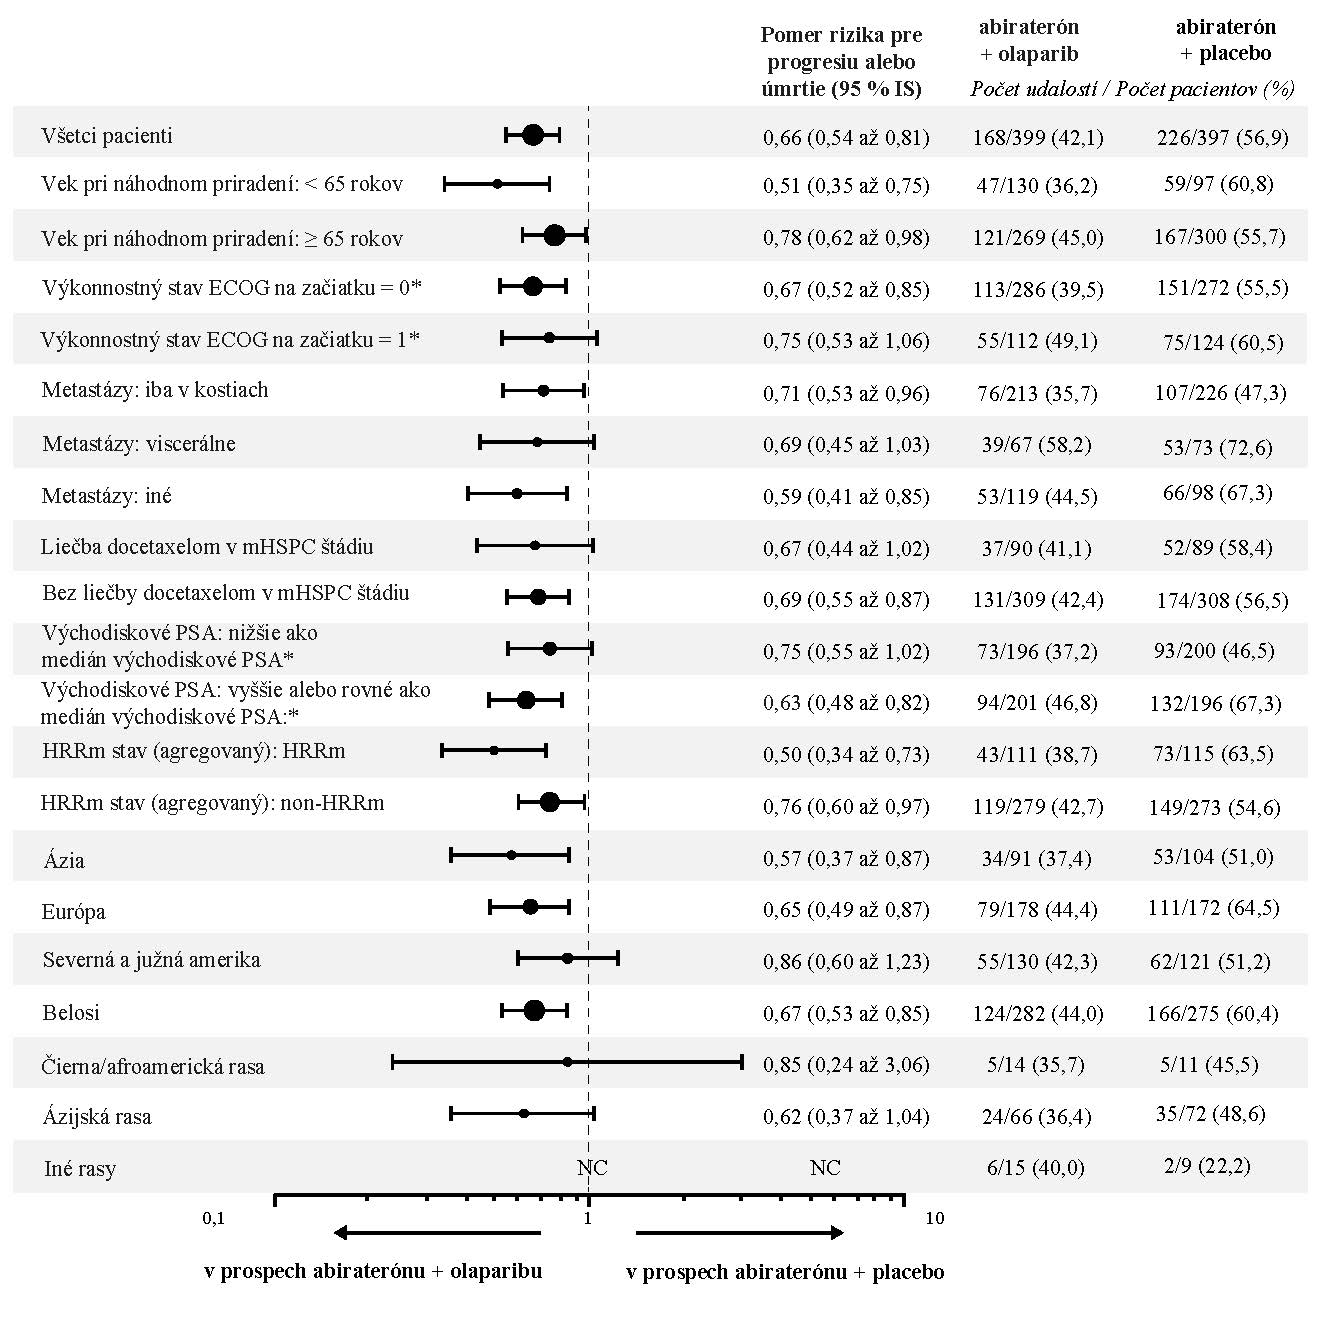 Pomer rizika pre
progresiu alebo
úmrtie (95 % IS)
abiraterón
+ olaparib
abiraterón
+ placebo
Počet udalostí / Počet pacientov (%)
Všetci pacienti 0,66 (0,54 až 0,81) 168/399 (42,1) 226/397 (56,9)
Vek pri náhodnom priradení: < 65 rokov 0,51 (0,35 až 0,75) 47/130 (36,2) 59/97 (60,8)
Vek pri náhodnom priradení: ≥ 65 rokov 0,78 (0,62 až 0,98) 121/269 (45,0) 167/300 (55,7)
Výkonnostný stav ECOG na začiatku = 0* 0,67 (0,52 až 0,85) 113/286 (39,5) 151/272 (55,5)
Výkonnostný stav ECOG na začiatku = 1* 0,75 (0,53 až 1,06) 55/112 (49,1) 75/124 (60,5)
Metastázy: iba v kostiach 0,71 (0,53 až 0,96) 76/213 (35,7) 107/226 (47,3)
Metastázy: viscerálne 0,69 (0,45 až 1,03) 39/67 (58,2) 53/73 (72,6)
Metastázy: iné 0,59 (0,41 až 0,85) 53/119 (44,5) 66/98 (67,3)
Liečba docetaxelom v mHSPC štádiu 0,67 (0,44 až 1,02) 37/90 (41,1) 52/89 (58,4)
Bez liečby docetaxelom v mHSPC štádiu 0,69 (0,55 až 0,87) 131/309 (42,4) 174/308 (56,5)
Východiskové PSA: nižšie ako
medián východiskové PSA* 0,75 (0,55 až 1,02) 73/196 (37,2) 93/200 (46,5)
Východiskové PSA: vyššie alebo rovné ako
medián východiskové PSA:* 0,63 (0,48 až 0,82) 94/201 (46,8) 132/196 (67,3)
HRRm stav (agregovaný): HRRm 0,50 (0,34 až 0,73) 43/111 (38,7) 73/115 (63,5)
HRRm stav (agregovaný): non-HRRm 0,76 (0,60 až 0,97) 119/279 (42,7) 149/273 (54,6)
Ázia 0,57 (0,37 až 0,87) 34/91 (37,4) 53/104 (51,0)
Európa 0,65 (0,49 až 0,87) 79/178 (44,4) 111/172 (64,5)
Severná a južná amerika 0,86 (0,60 až 1,23) 55/130 (42,3) 62/121 (51,2)
Belosi 0,67 (0,53 až 0,85) 124/282 (44,0) 166/275 (60,4)
Čierna/afroamerická rasa 0,85 (0,24 až 3,06) 5/14 (35,7) 5/11 (45,5)
Ázijská rasa 0,62 (0,37 až 1,04) 24/66 (36,4) 35/72 (48,6)
Iné rasy NC NC 6/15 (40,0) 2/9 (22,2)
0,1 1 10
v prospech abiraterónu + olaparibu v prospech abiraterónu + placebo